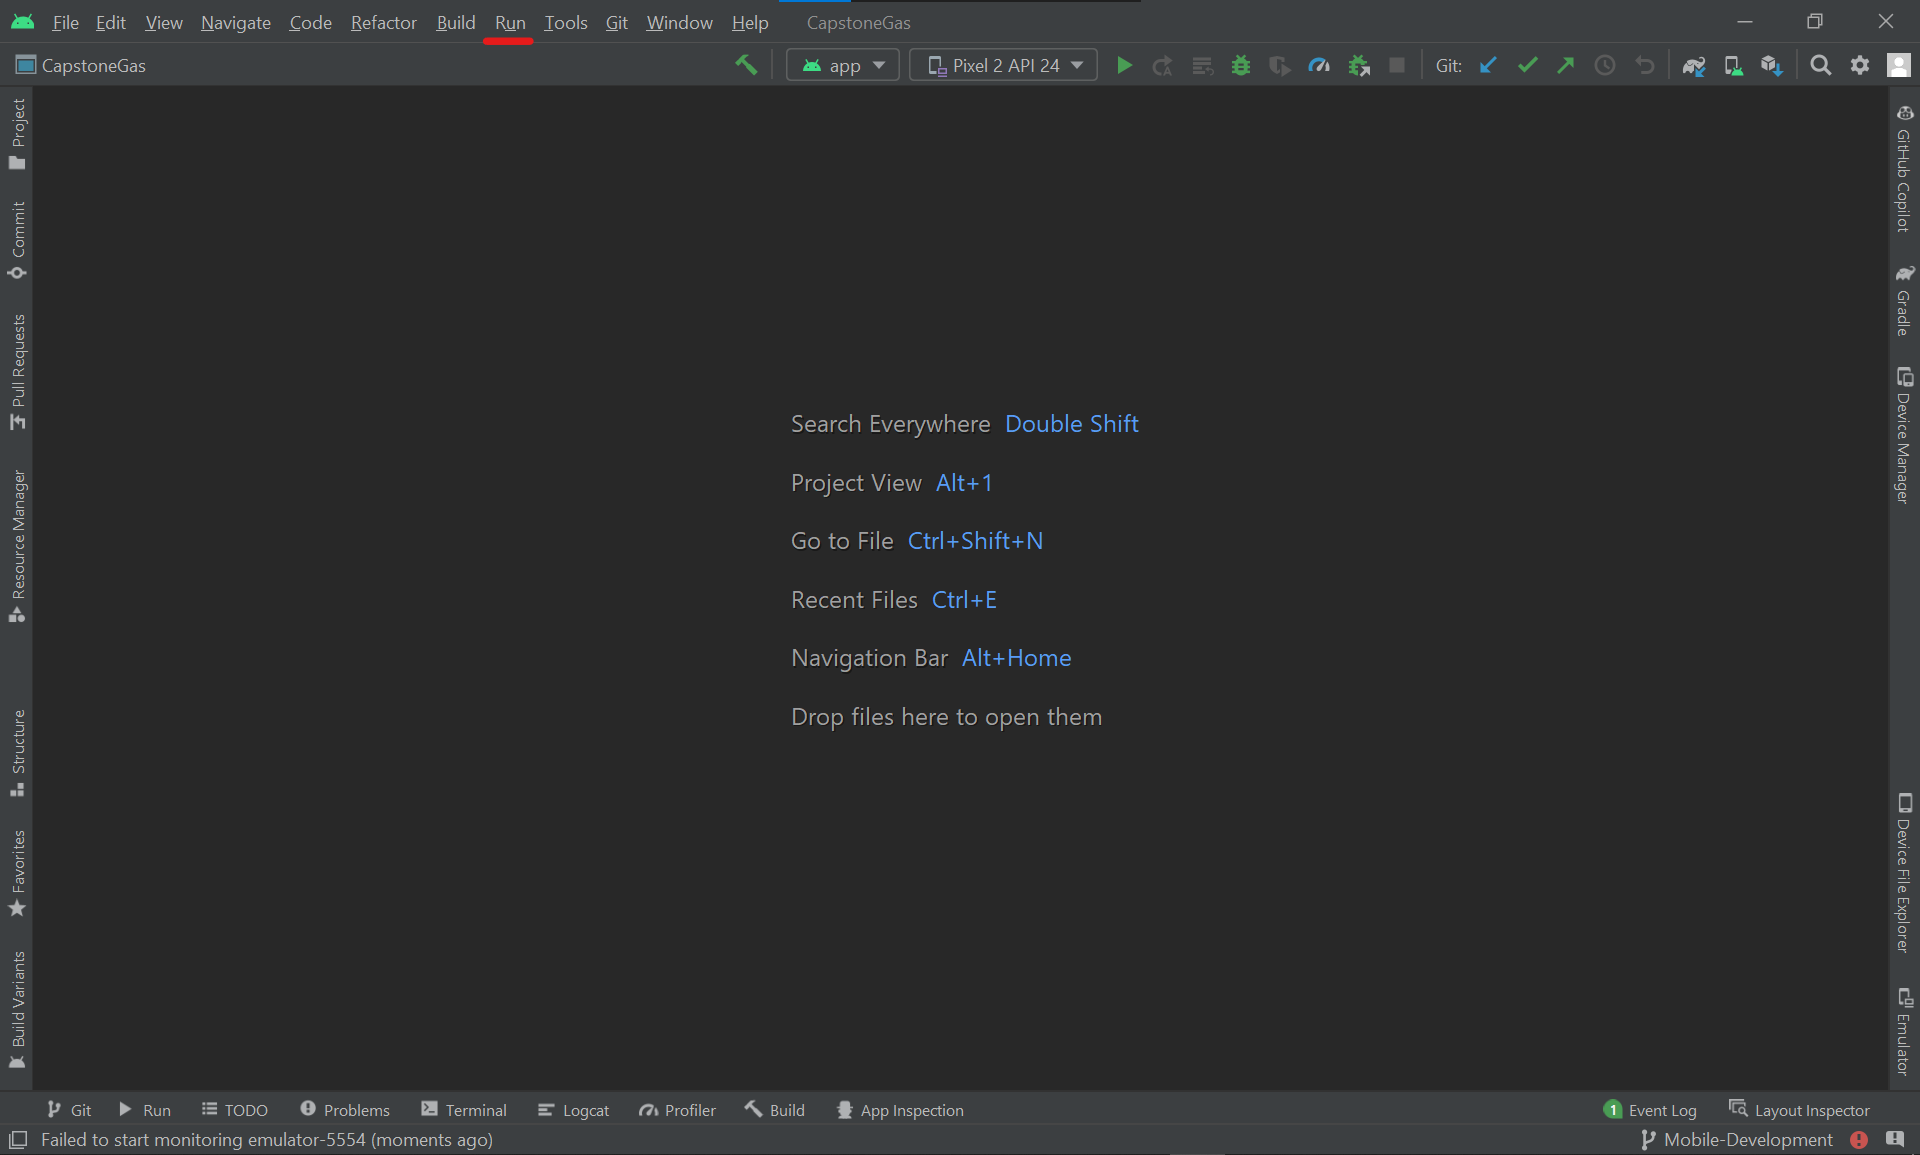 File Edit View Navigate Code Refactor Build Run Tools Git Window Help CapstoneGas
CapstoneGas app Pixel 2 API 24 Git:
Project
Commit
Pull Requests
Resource Manager
Structure
Favorites
Build Variants
Search Everywhere Double Shift
Project View Alt+1
Go to File Ctrl+Shift+N
Recent Files Ctrl+E
Navigation Bar Alt+Home
Drop files here to open them
GitHub Copilot
Gradle
Device Manager
Device File Explorer
Emulator
Git Run TODO Problems Terminal Logcat Profiler Build App Inspection 1 Event Log Layout Inspector
Failed to start monitoring emulator-5554 (moments ago) Mobile-Development